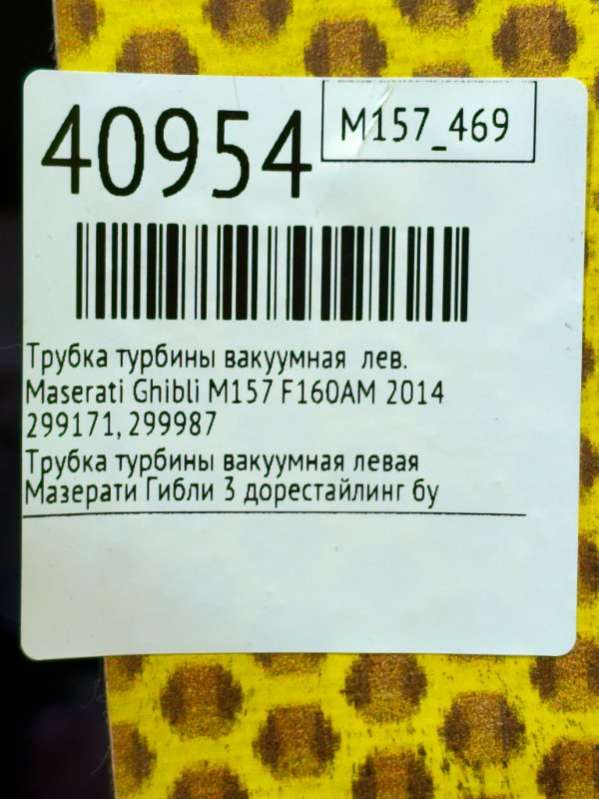 40954
M157_469
Трубка турбины вакуумная лев.
Maserati Ghibli M157 F160AM 2014
299171, 299987
Трубка турбины вакуумная левая
Мазерати Гибли 3 дорестайлинг бу